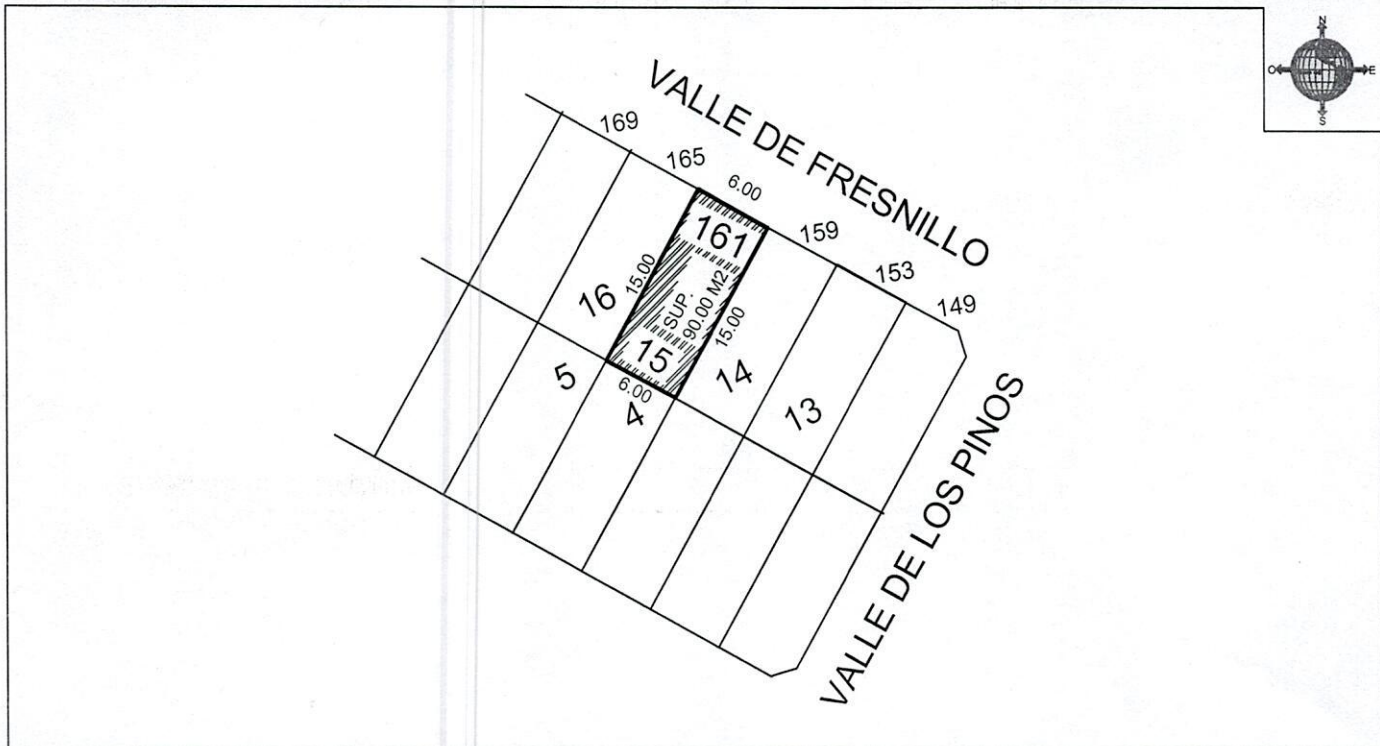 N
O E
S
VALLE DE FRESNILLO
169
165
6.00
161
159
153
149
16
15.00
SUP.
90.00 M2
15.00
15
14
13
5
6.00
4
VALLE DE LOS PINOS